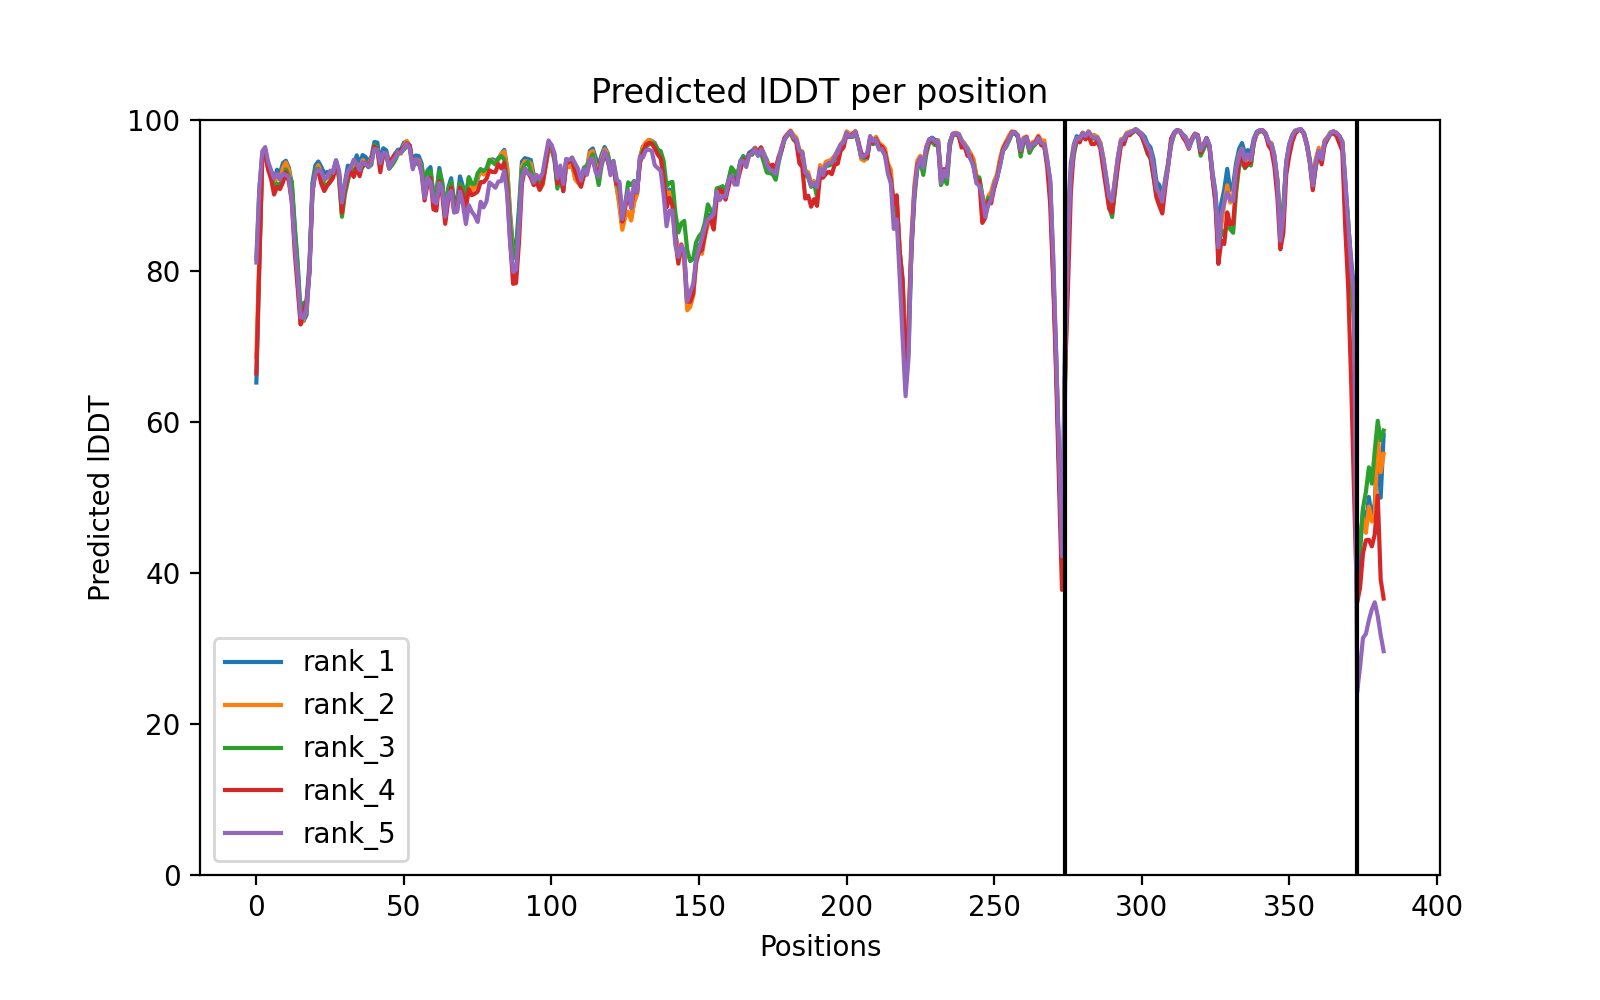 Predicted lDDT per position
100
80
60
40
20
0
Predicted lDDT
rank_1
rank_2
rank_3
rank_4
rank_5
0 50 100 150 200 250 300 350 400
Positions